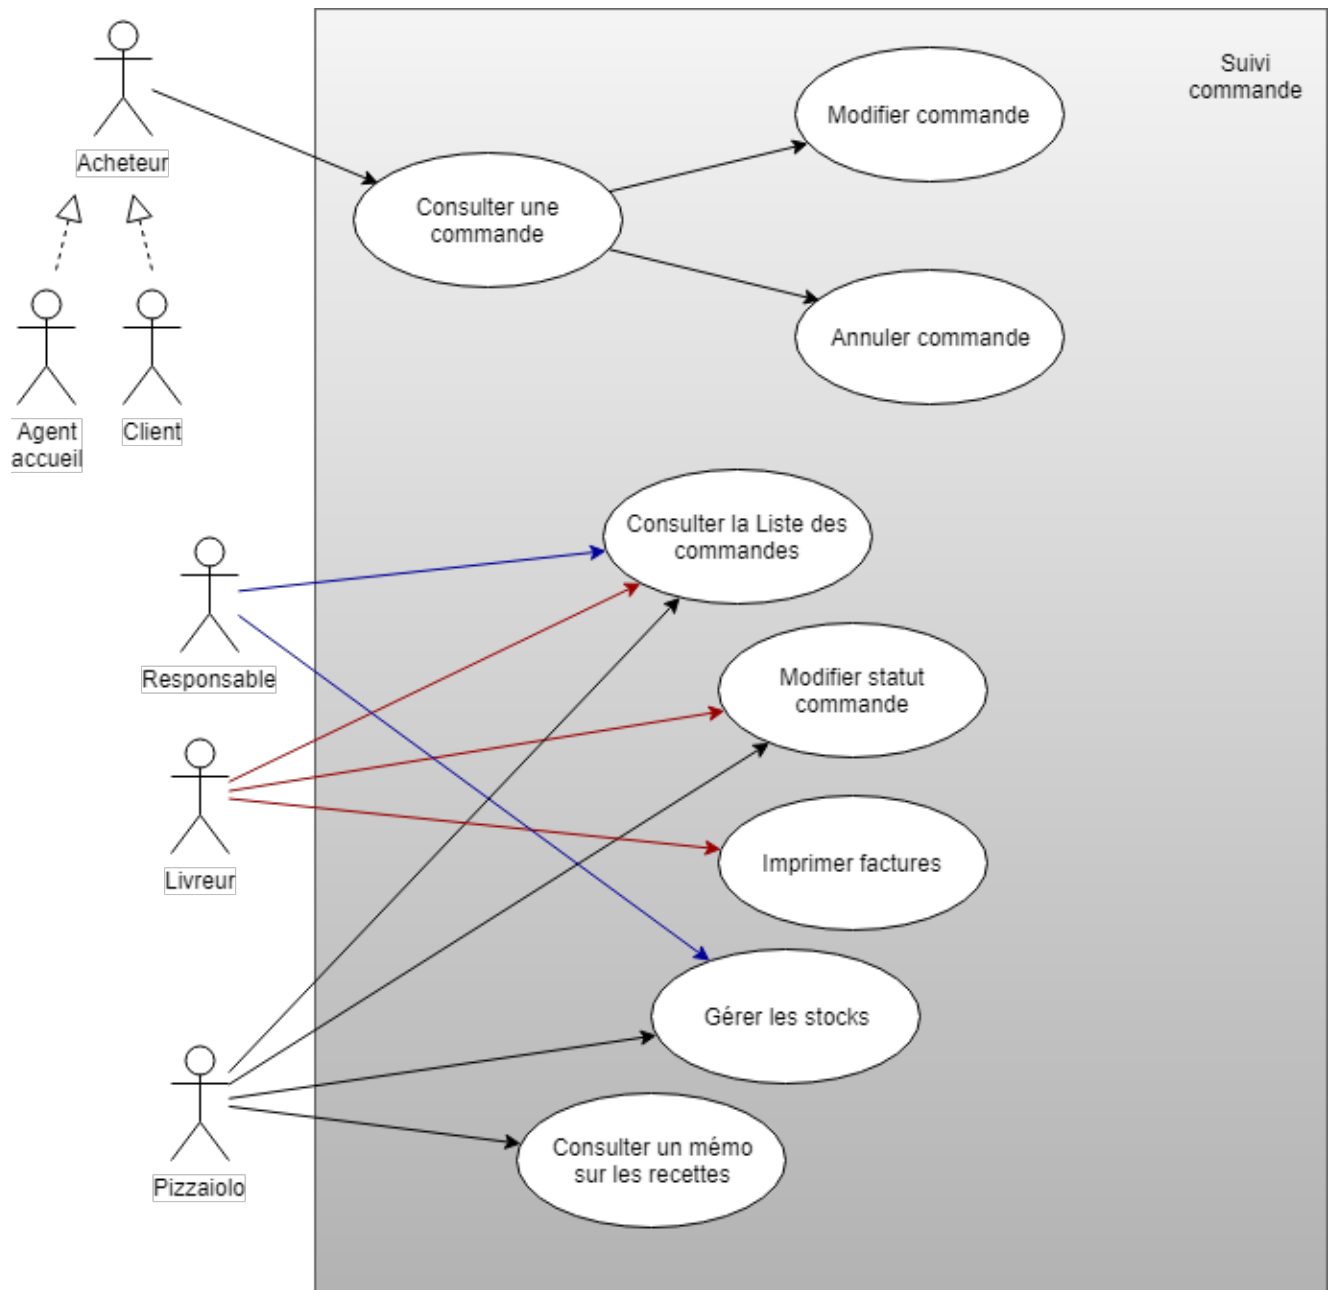 Suivi
commande
Acheteur
Modifier commande
Consulter une
commande
Annuler commande
Agent
accueil
Client
Consulter la Liste des
commandes
Responsable
Modifier statut
commande
Livreur
Imprimer factures
Gérer les stocks
Pizzaiolo
Consulter un mémo
sur les recettes